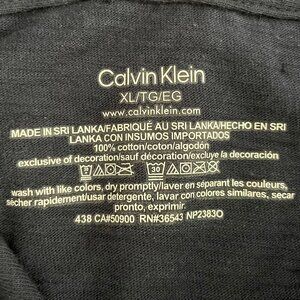 Calvin Klein
XL/TG/EG
www.calvinklein.com
MADE IN SRI LANKA/FABRIQUÉ AU SRI LANKA/HECHO EN SRI
LANKA CON INSUMOS IMPORTADOS
100% cotton/coton/algodón
exclusive of decoration/sauf décoration/excluye la decoración
30
wash with like colors, dry promptly/laver en séparant les couleurs,
sécher rapidement/usar detergente, lavar con colores similares, secar
pronto, exprimir.
438 CA#50900 RN#36543 NP2383O